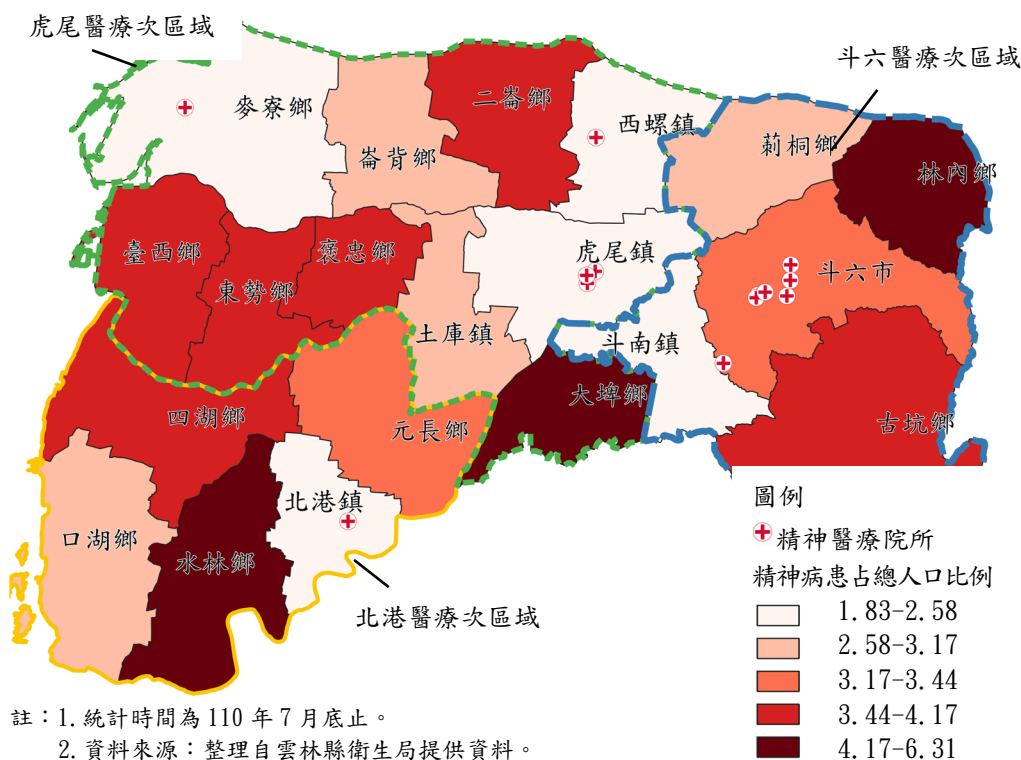 虎尾醫療次區域
斗六醫療次區域
麥寮鄉
二崙鄉
西螺鎮
崙背鄉
莿桐鄉
林內鄉
臺西鄉
東勢鄉
褒忠鄉
虎尾鎮
斗六市
土庫鎮
斗南鎮
大埤鄉
古坑鄉
四湖鄉
元長鄉
北港鎮
口湖鄉
水林鄉
北港醫療次區域
圖例
精神醫療院所
精神病患占總人口比例
1.83-2.58
2.58-3.17
3.17-3.44
3.44-4.17
4.17-6.31
註：1. 統計時間為 110 年 7 月底止。
2. 資料來源：整理自雲林縣衛生局提供資料。